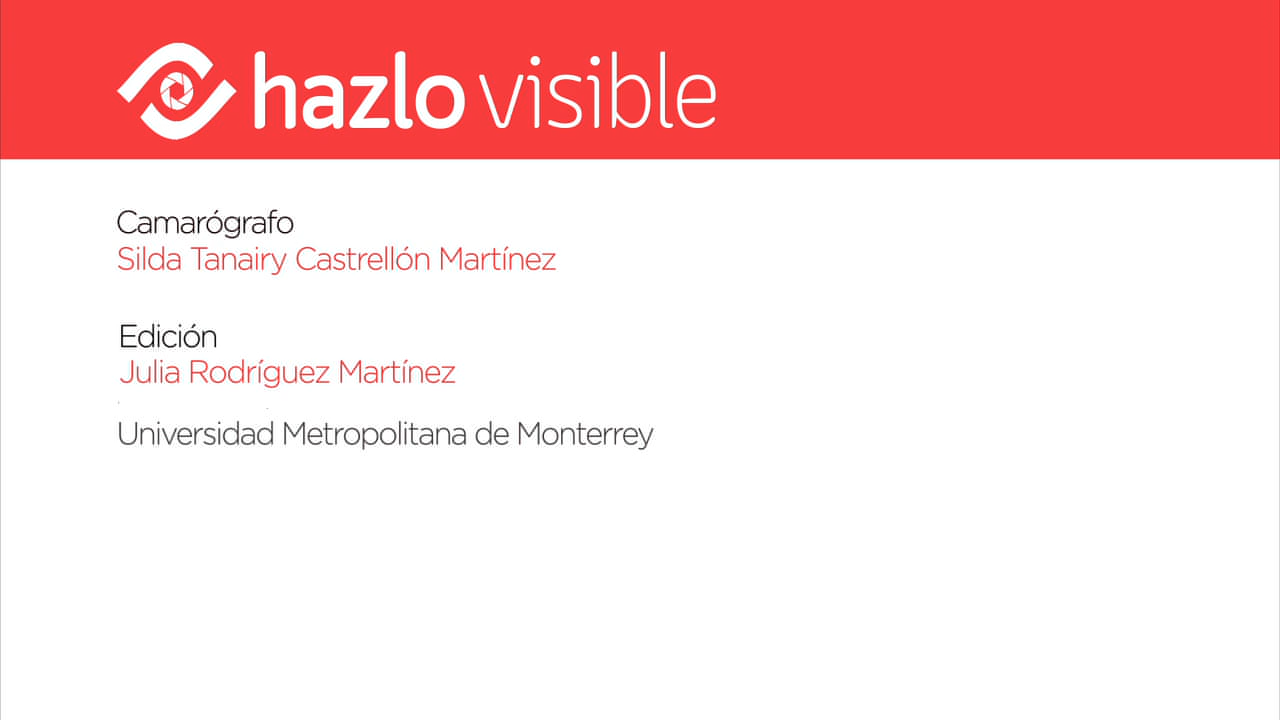 hazlo visible
Camarógrafo
Silda Tanairy Castrellón Martínez
Edición
Julia Rodríguez Martínez
Universidad Metropolitana de Monterrey